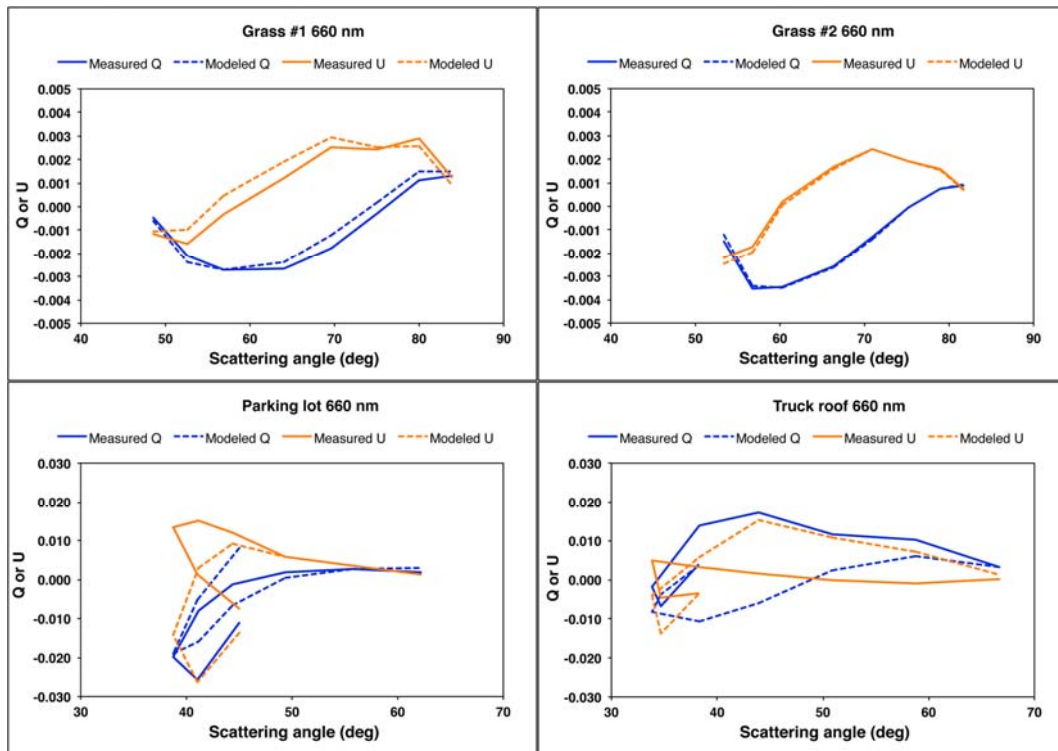 Grass #1 660 nm
Measured Q Modeled Q Measured U Modeled U
0.005
0.004
0.003
0.002
0.001
0.000
-0.001
-0.002
-0.003
-0.004
-0.005
Q or U
40 50 60 70 80 90
Scattering angle (deg)
Grass #2 660 nm
Measured Q Modeled Q Measured U Modeled U
0.005
0.004
0.003
0.002
0.001
0.000
-0.001
-0.002
-0.003
-0.004
-0.005
Q or U
40 50 60 70 80 90
Scattering angle (deg)
Parking lot 660 nm
Measured Q Modeled Q Measured U Modeled U
0.030
0.020
0.010
0.000
-0.010
-0.020
-0.030
Q or U
30 40 50 60 70
Scattering angle (deg)
Truck roof 660 nm
Measured Q Modeled Q Measured U Modeled U
0.030
0.020
0.010
0.000
-0.010
-0.020
-0.030
Q or U
30 40 50 60 70
Scattering angle (deg)